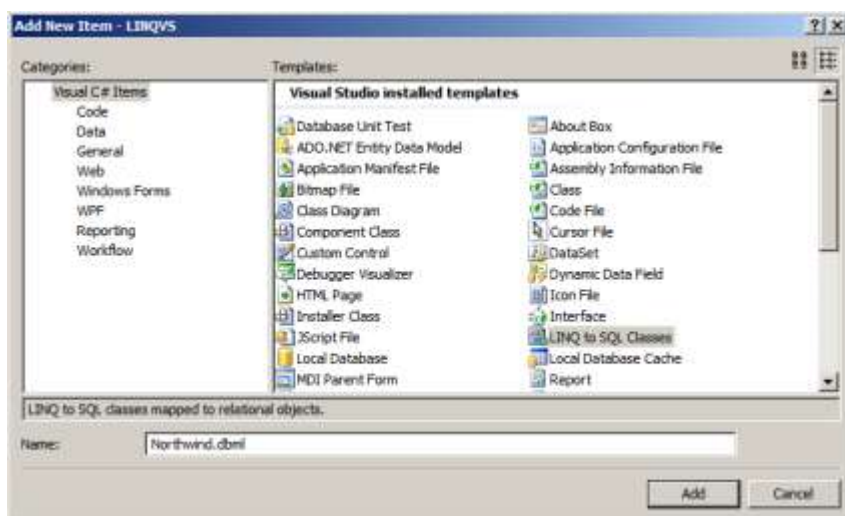 Add New Item - LINQVS
Categories:
Templates:
Visual C# Items
Code
Data
General
Web
Windows Forms
WPF
Reporting
Workflow
Visual Studio installed templates
Database Unit Test
ADO.NET Entity Data Model
Application Manifest File
Bitmap File
Class Diagram
Component Class
Custom Control
Debugger Visualizer
HTML Page
Installer Class
JScript File
Local Database
MDI Parent Form
About Box
Application Configuration File
Assembly Information File
Class
Code File
Cursor File
DataSet
Dynamic Data Field
Icon File
Interface
LINQ to SQL Classes
Local Database Cache
Report
LINQ to SQL classes mapped to relational objects.
Name:
Northwind.dbml
Add
Cancel